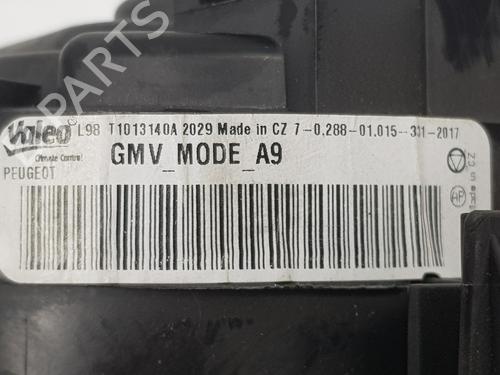 PARTS
Valeo L98 T1013140A 2029 Made in CZ 7-0.288-01.015-311-2017
Climate Control
GMV_MODE_A9
PEUGEOT
CZ